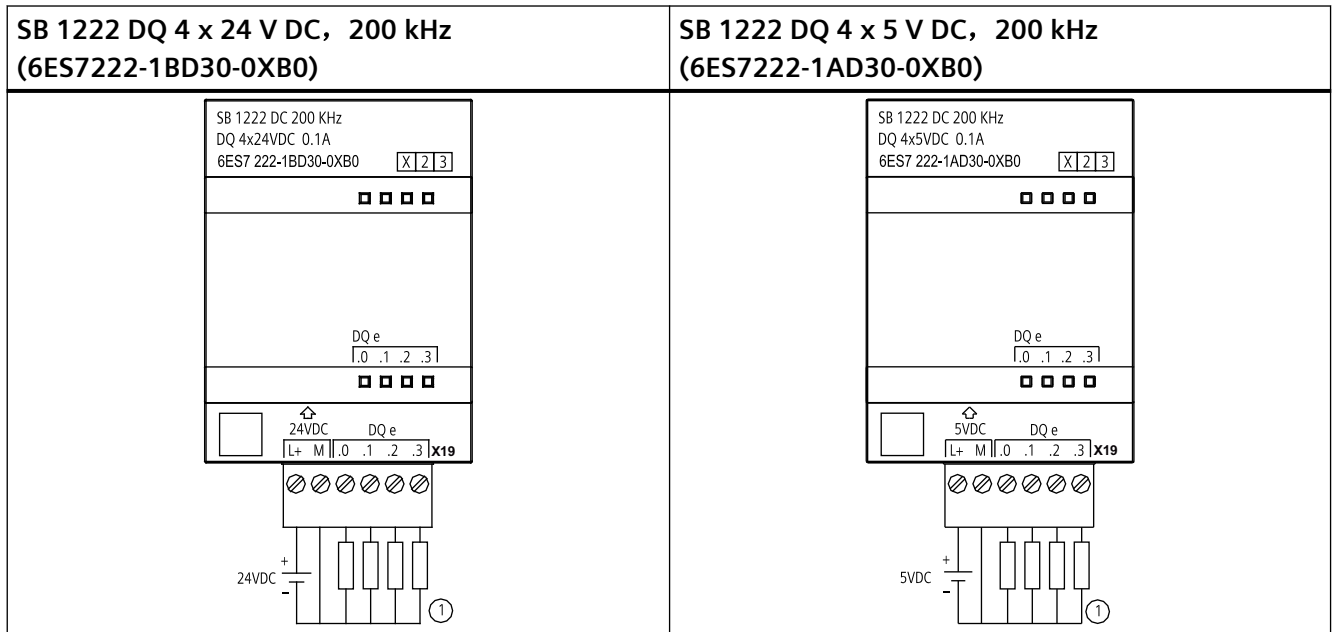 SB 1222 DQ 4 x 24 V DC，200 kHz
(6ES7222-1BD30-0XB0)
SB 1222 DQ 4 x 5 V DC，200 kHz
(6ES7222-1AD30-0XB0)
SB 1222 DC 200 KHz
DQ 4x24VDC 0.1A
6ES7 222-1BD30-0XB0 X 2 3
DQ e
.0 .1 .2 .3
24VDC DQ e
L+ M .0 .1 .2 .3 X19
+
24VDC
−
①
SB 1222 DC 200 KHz
DQ 4x5VDC 0.1A
6ES7 222-1AD30-0XB0 X 2 3
DQ e
.0 .1 .2 .3
5VDC DQ e
L+ M .0 .1 .2 .3 X19
+
5VDC
−
①